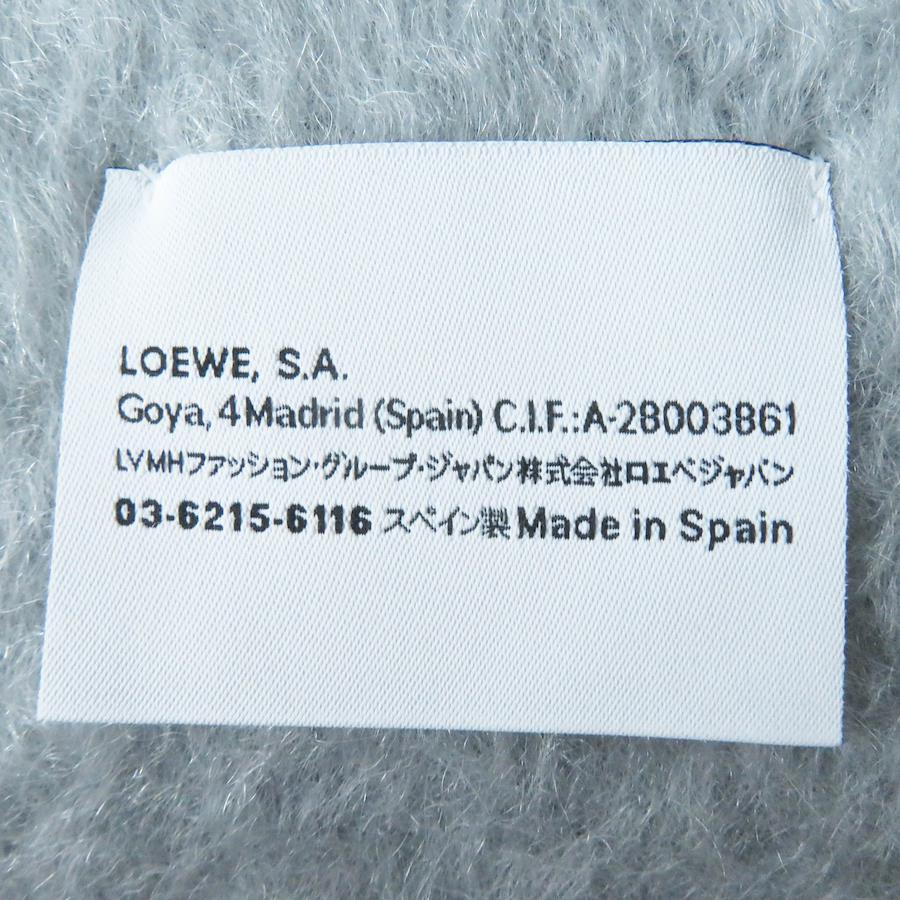 LOEWE, S.A.
Goya, 4 Madrid (Spain) C.I.F.:A-28003861
LVMHファッション・グループ・ジャパン株式会社ロエベジャパン
03-6215-6116 スペイン製 Made in Spain